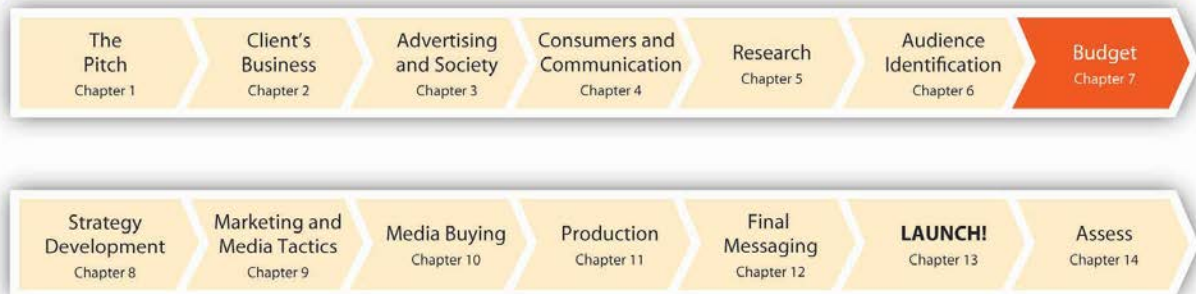 The
Pitch
Chapter 1
Client's
Business
Chapter 2
Advertising
and Society
Chapter 3
Consumers and
Communication
Chapter 4
Research
Chapter 5
Audience
Identification
Chapter 6
Budget
Chapter 7
Strategy
Development
Chapter 8
Marketing and
Media Tactics
Chapter 9
Media Buying
Chapter 10
Production
Chapter 11
Final
Messaging
Chapter 12
LAUNCH!
Chapter 13
Assess
Chapter 14